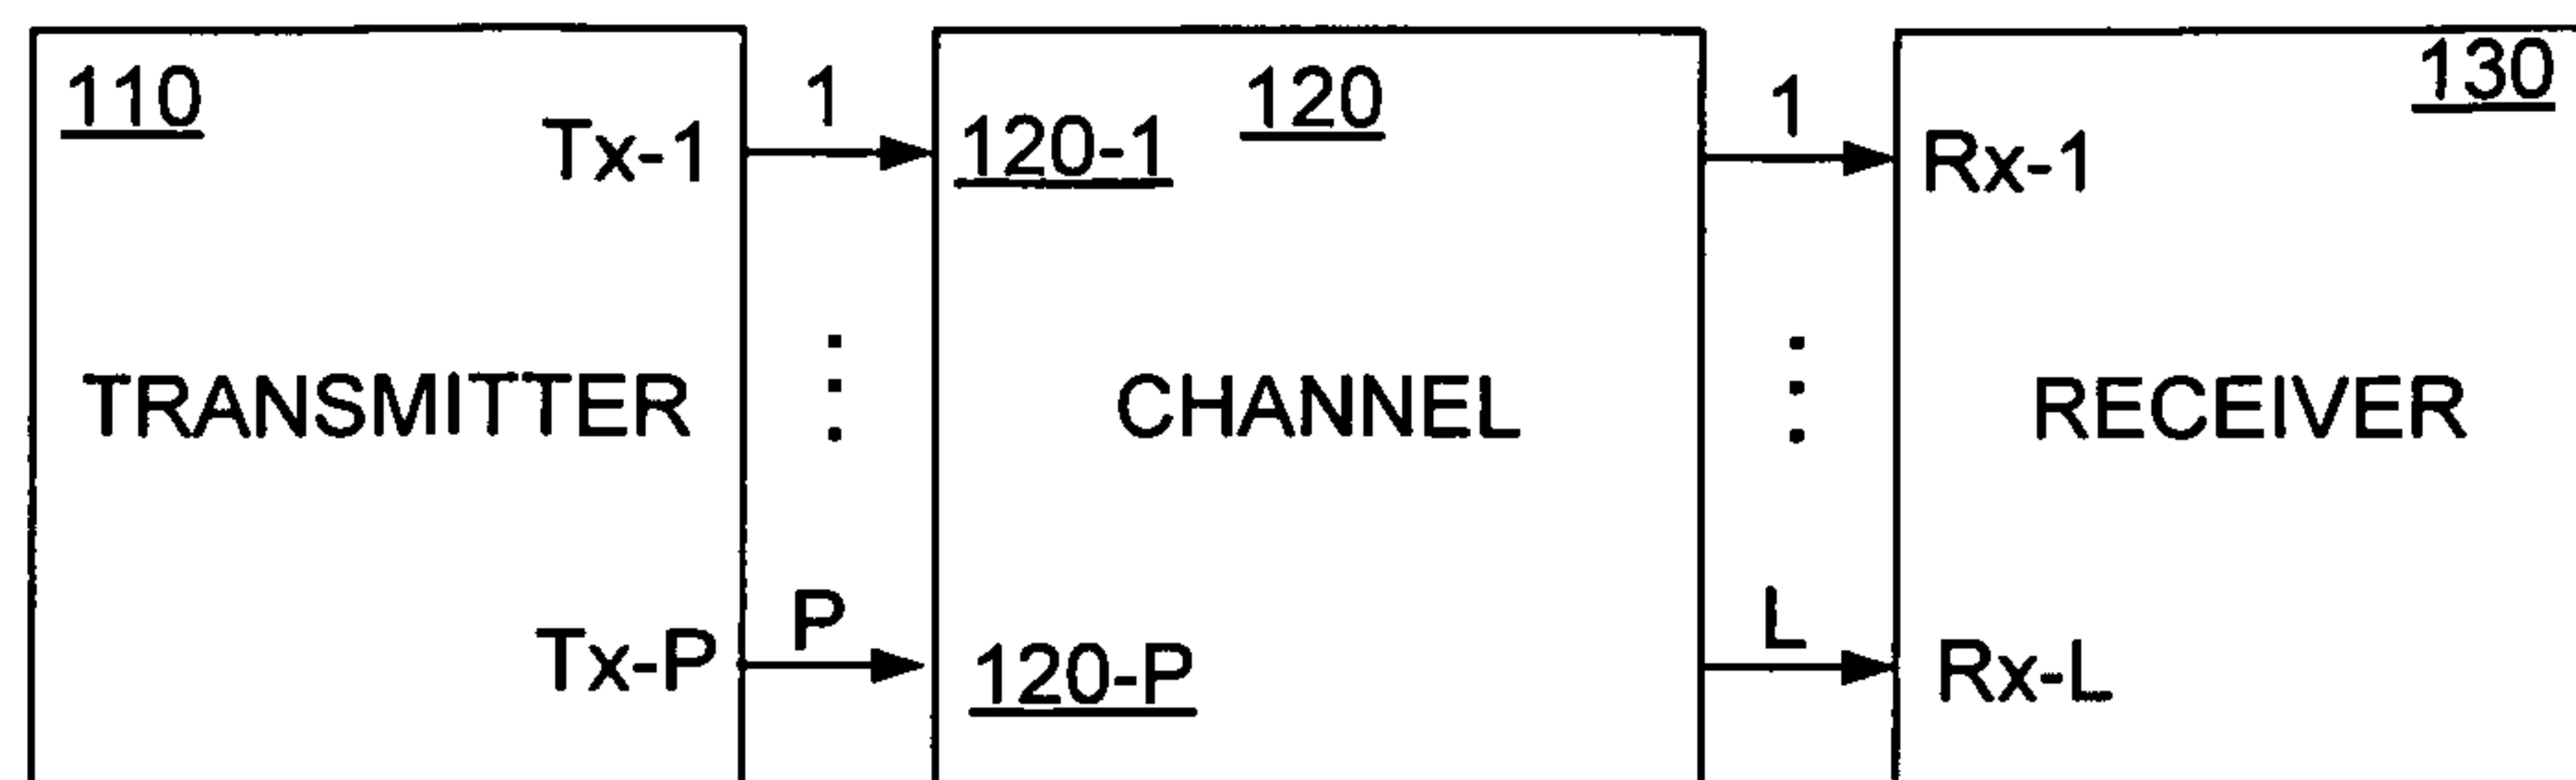 110
Tx-1
1
120-1
120
1
Rx-1
130
TRANSMITTER
CHANNEL
RECEIVER
Tx-P
P
120-P
L
Rx-L